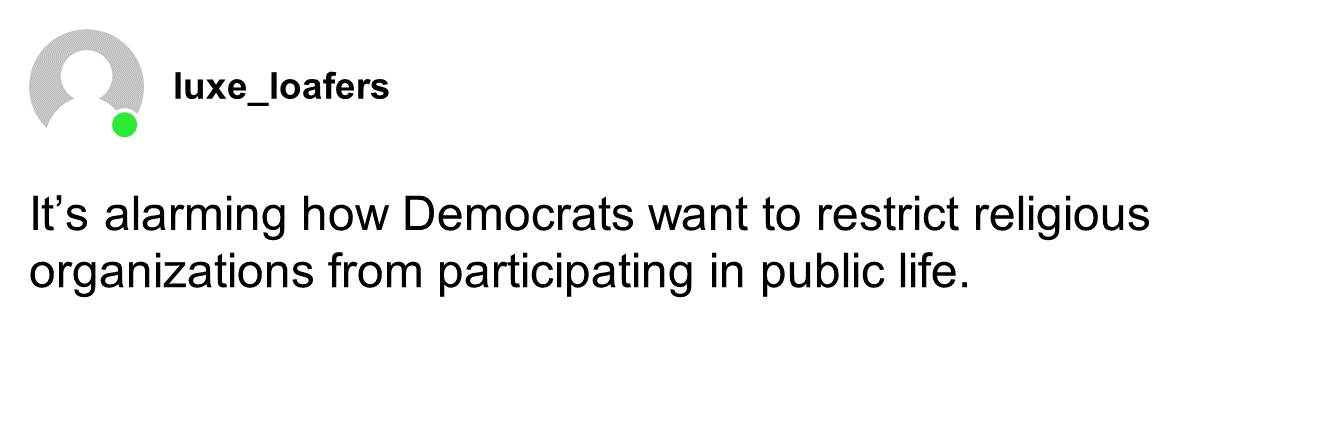 luxe_loafers
It’s alarming how Democrats want to restrict religious
organizations from participating in public life.